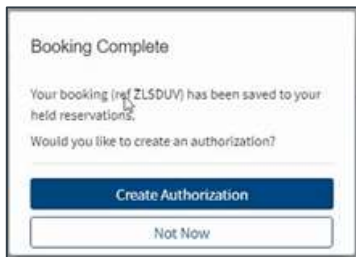 Booking Complete
Your booking (ref ZLSDUV) has been saved to your
held reservations.
Would you like to create an authorization?
Create Authorization
Not Now